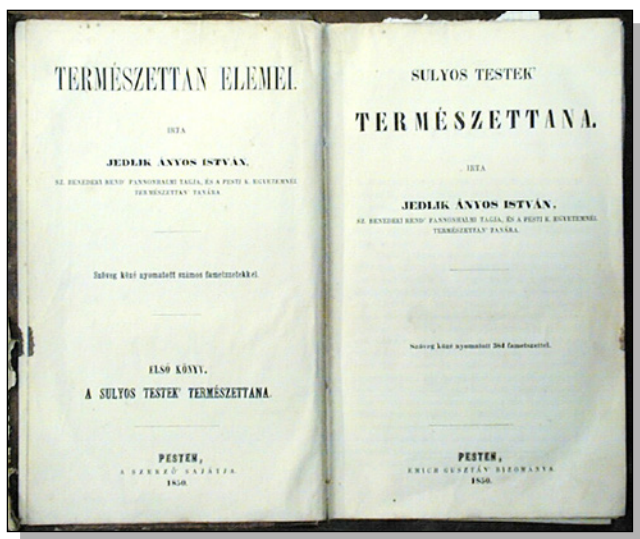 TERMÉSZETTAN ELEMEI.
IRTA
JEDLIK ÁNYOS ISTVÁN,
SZ. BENEDEKI REND' PANNONHALMI TAGJA, ÉS A PESTI K. EGYETEMNÉL
TERMÉSZETTAN' TANÁRA.
Szöveg közé nyomatott számos fametszetekkel.
ELSŐ KÖNYV.
A SULYOS TESTEK' TERMÉSZETTANA.
PESTEN,
A SZERZŐ SAJÁTJA.
1850.
SULYOS TESTEK'
TERMÉSZETTANA.
IRTA
JEDLIK ÁNYOS ISTVÁN,
SZ. BENEDEKI REND' PANNONHALMI TAGJA, ÉS A PESTI K. EGYETEMNÉL
TERMÉSZETTAN' TANÁRA.
Szöveg közé nyomatott fametszettel.
PESTEN,
EMICH GUSZTÁV BIZOMÁNYA.
1850.